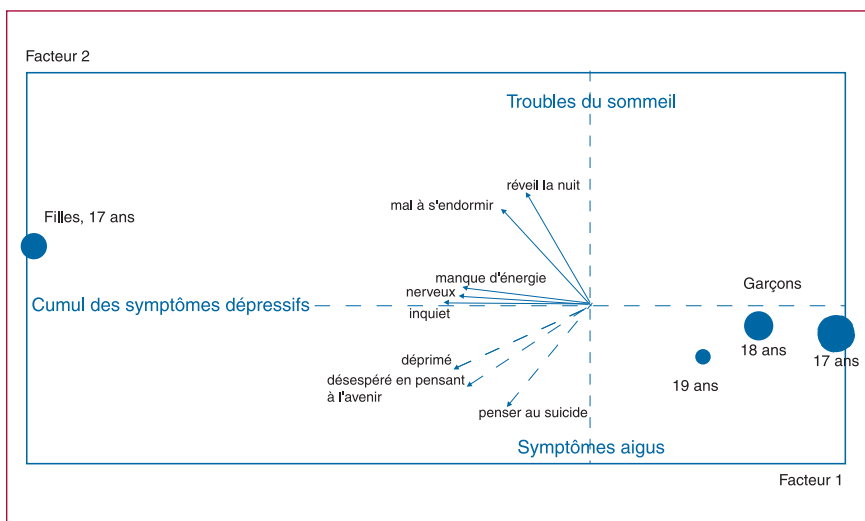 Facteur 2
Troubles du sommeil
réveil la nuit
mal à s'endormir
Filles, 17 ans
manque d'énergie
Garçons
nerveux
Cumul des symptômes dépressifs
inquiet
18 ans
17 ans
déprimé
19 ans
désespéré en pensant
à l'avenir
penser au suicide
Symptômes aigus
Facteur 1